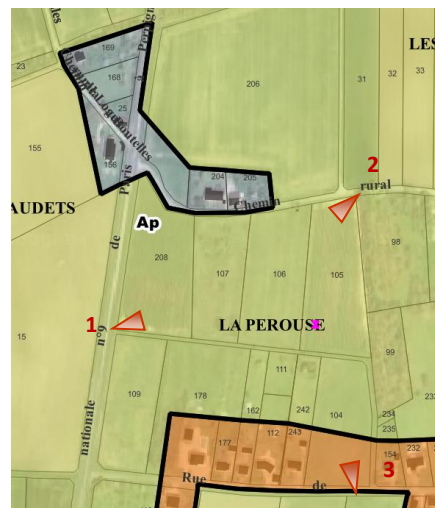 Perrign
169
LES
23
168
206
31
32
33
25
155
156
Paris
204
205
2
rural
Chemin
AUDETS
Ap
98
de
208
107
106
105
1
LA PEROUSE
n°9
15
99
111
109
178
232
162
242
104
234
235
nationale
177
112
243
154
232
3
Rue
de